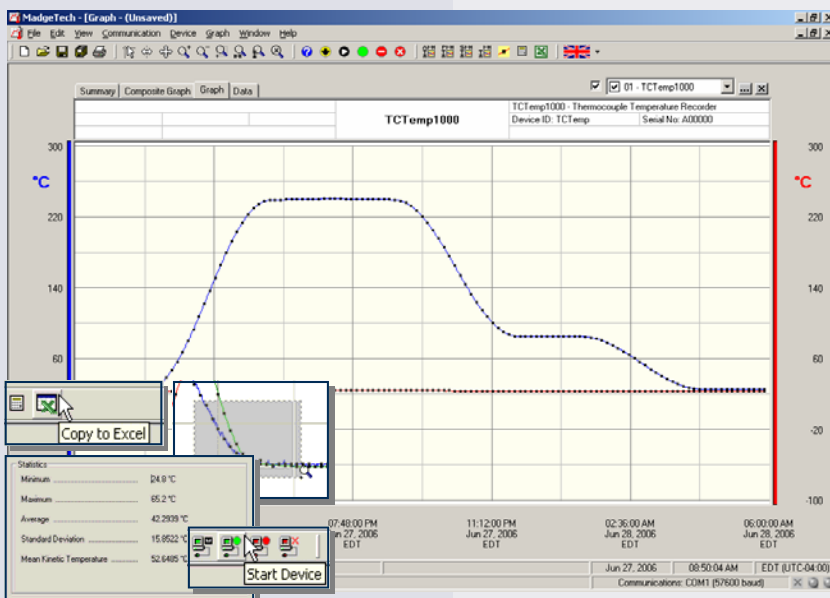 MadgeTech - [Graph - (Unsaved)]
File Edit View Communication Device Graph Window Help
Summary Composite Graph Graph Data
01 - TCTemp1000
TCTemp1000
TCTemp1000 - Thermocouple Temperature Recorder
Device ID: TCTemp Serial No: A00000
300 300
°C °C
220 220
140 140
60 60
-20
-100
Copy to Excel
Statistics
Minimum 24.8 °C
Maximum 65.2 °C
Average 42.2939 °C
Standard Deviation 15.8522 °C
Mean Kinetic Temperature 52.6485 °C
Start Device
07:48:00 PM 11:12:00 PM 02:36:00 AM 06:00:00 AM
Jun 27, 2006 Jun 28, 2006 Jun 28, 2006
EDT EDT EDT EDT
Jun 27, 2006 08:50:04 AM EDT (UTC-04:00)
Communications: COM1 (57600 baud)